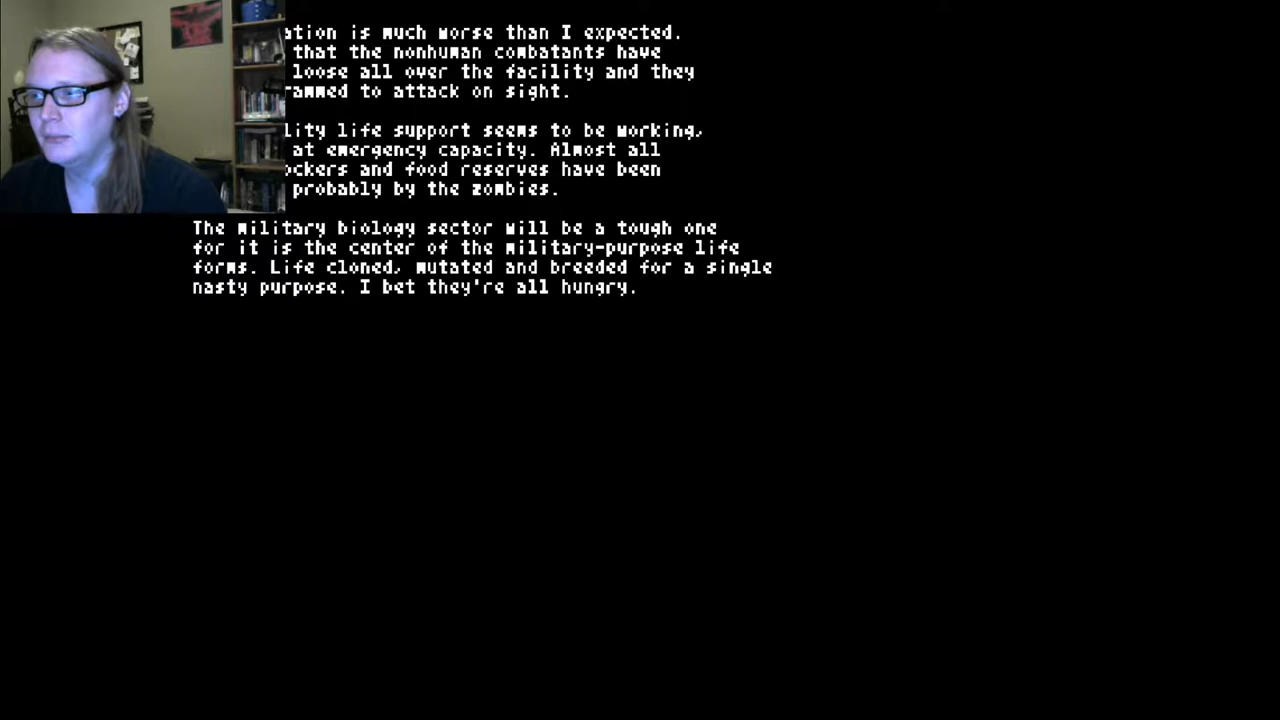 ation is much worse than I expected.
that the nonhuman combatants have
loose all over the facility and they
rammed to attack on sight.
lity life support seems to be working,
at emergency capacity. Almost all
ockers and food reserves have been
probably by the zombies.
The military biology sector will be a tough one
for it is the center of the military-purpose life
forms. Life cloned, mutated and breeded for a single
nasty purpose. I bet they're all hungry.